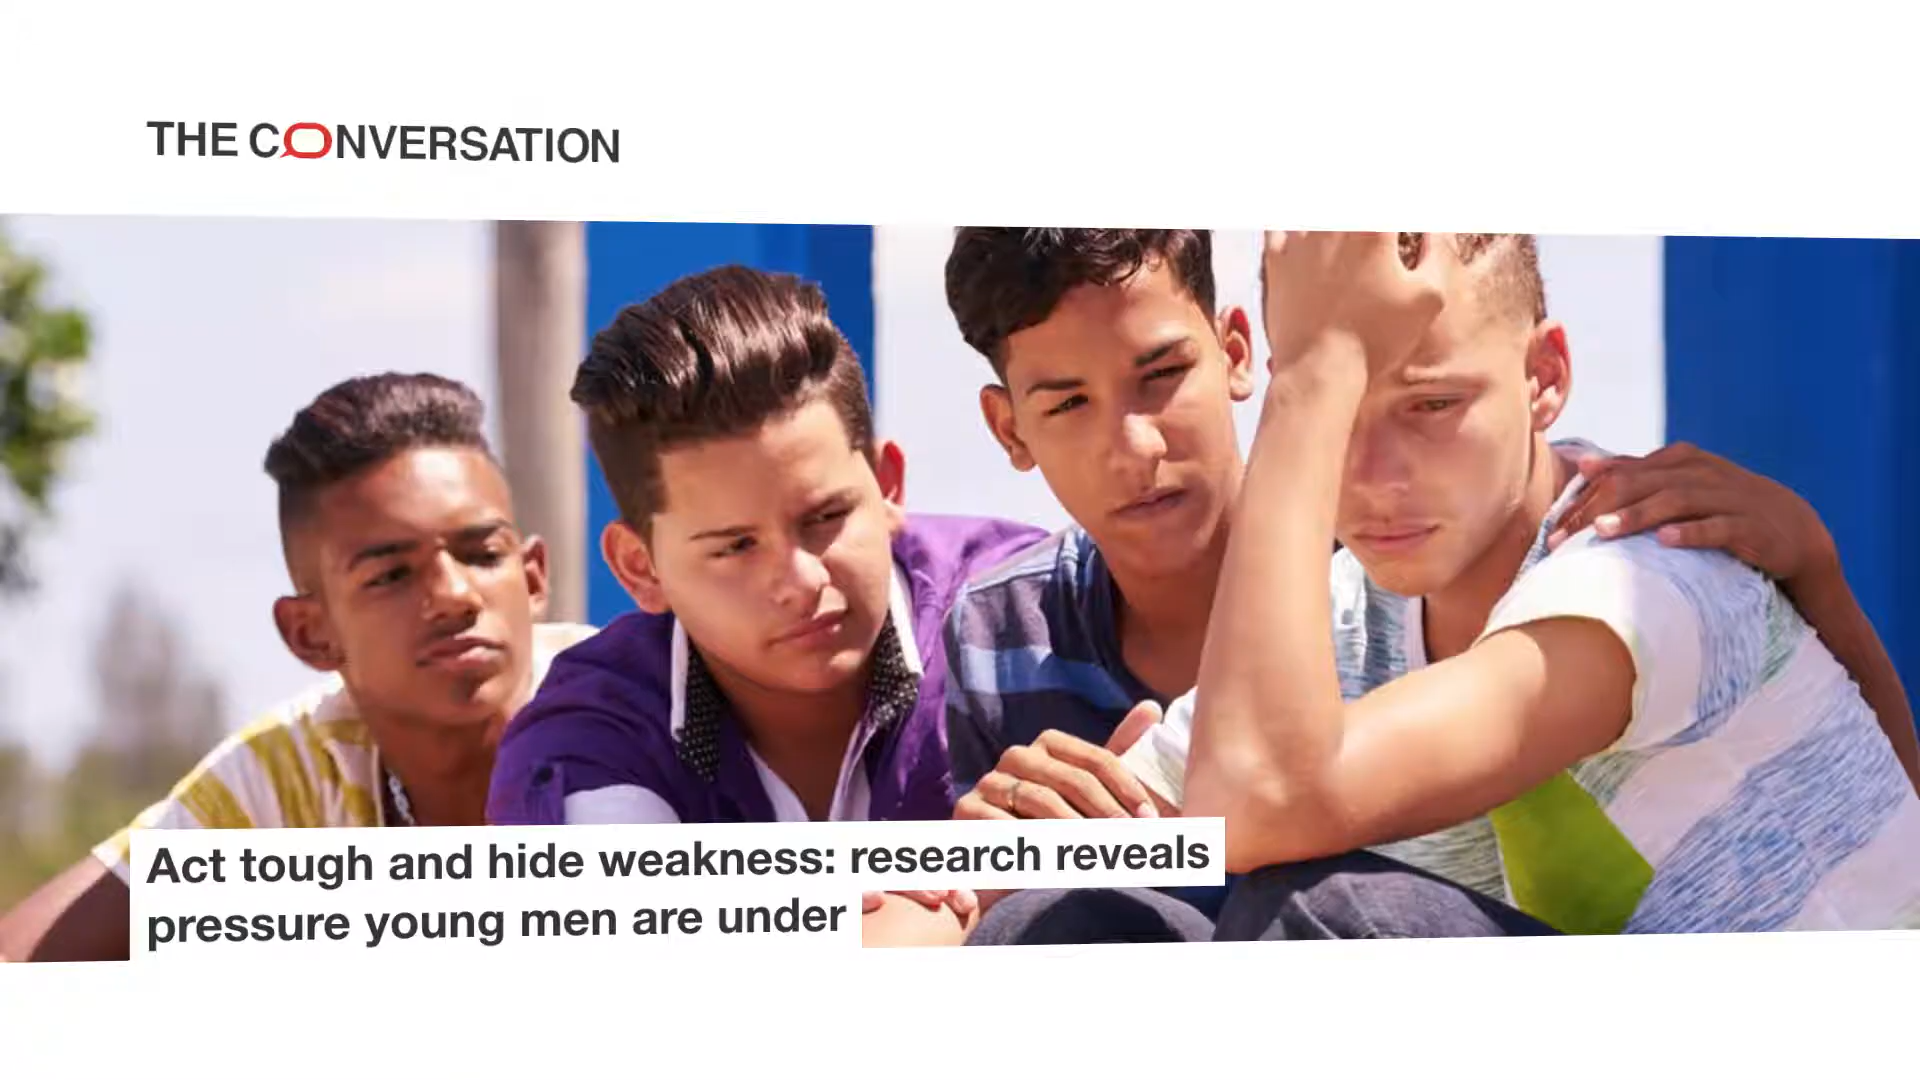 THE CONVERSATION
Act tough and hide weakness: research reveals
pressure young men are under